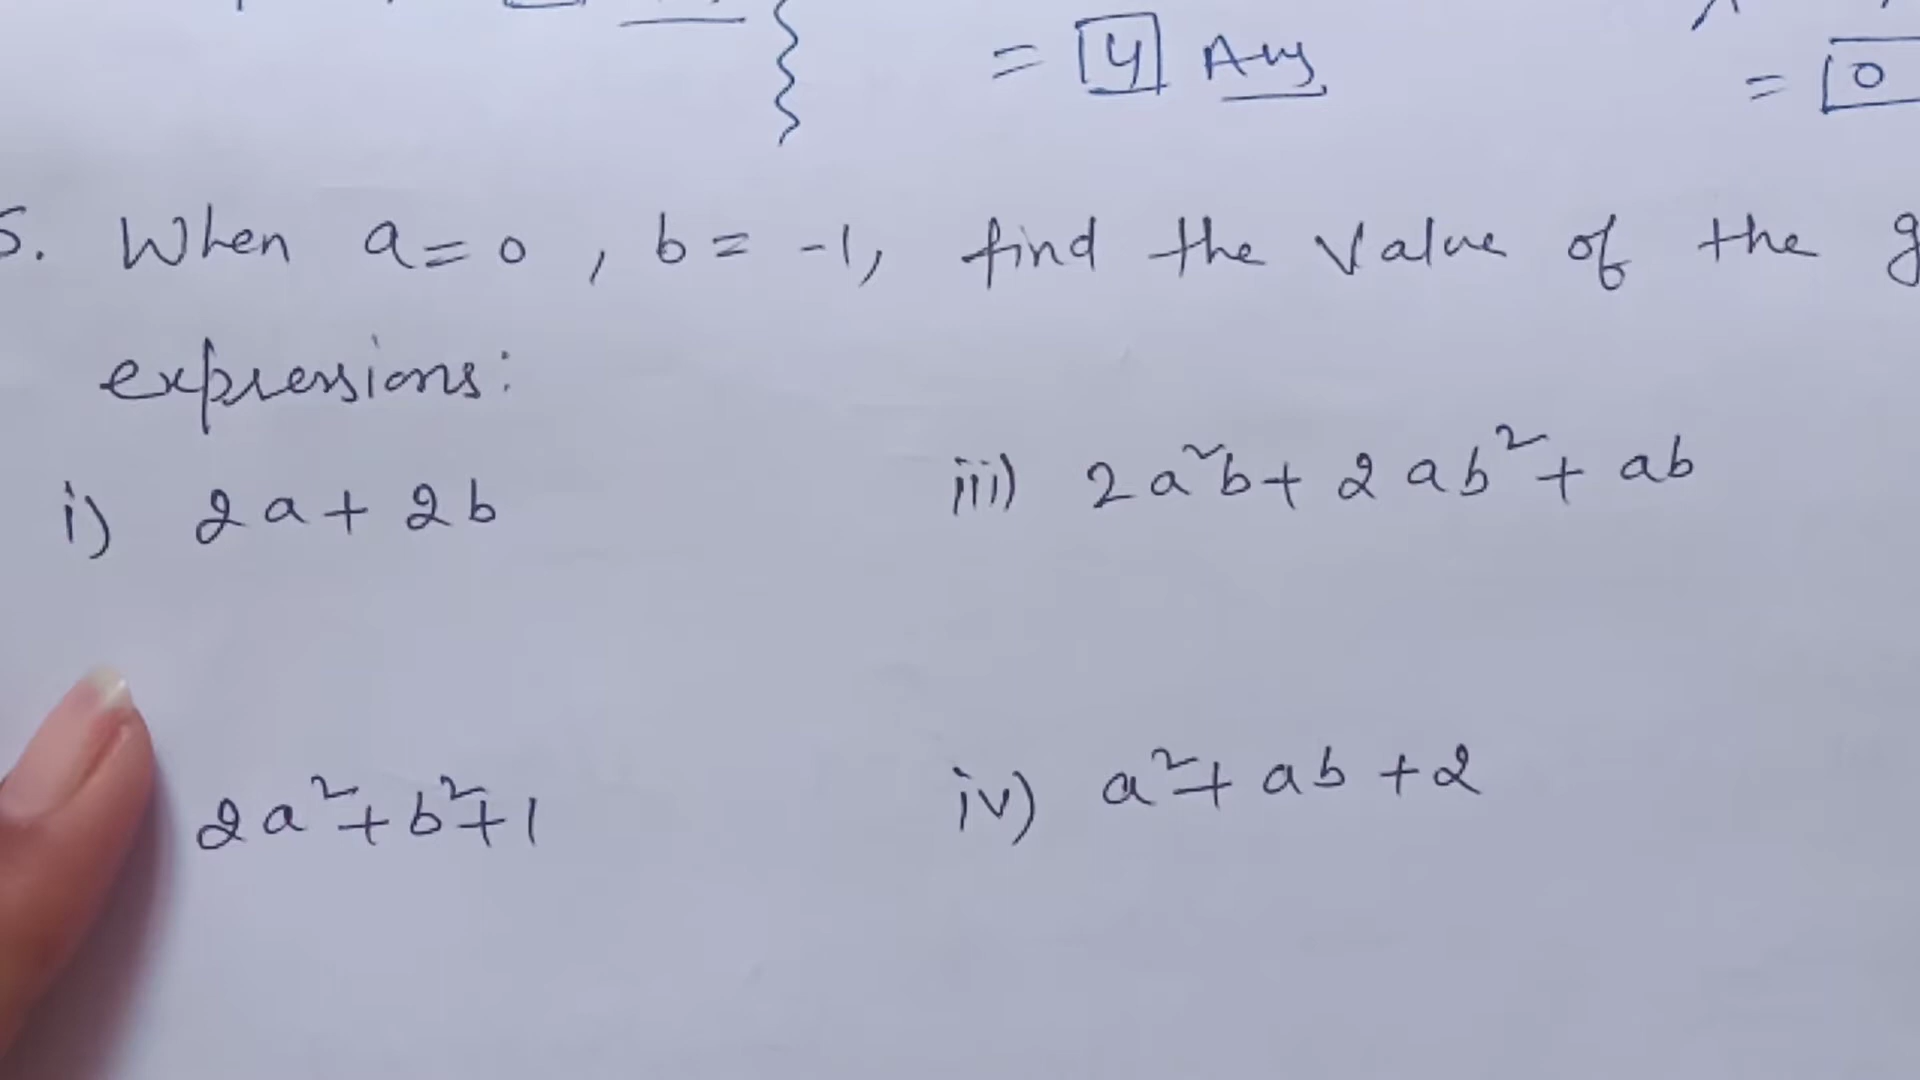 = 4 Ans
= 0
5. When a=0, b= -1, find the value of the
expressions:
i) 2a+2b
iii) 2a²b+2ab²+ab
2a²+b²+1
iv) a²+ab+2